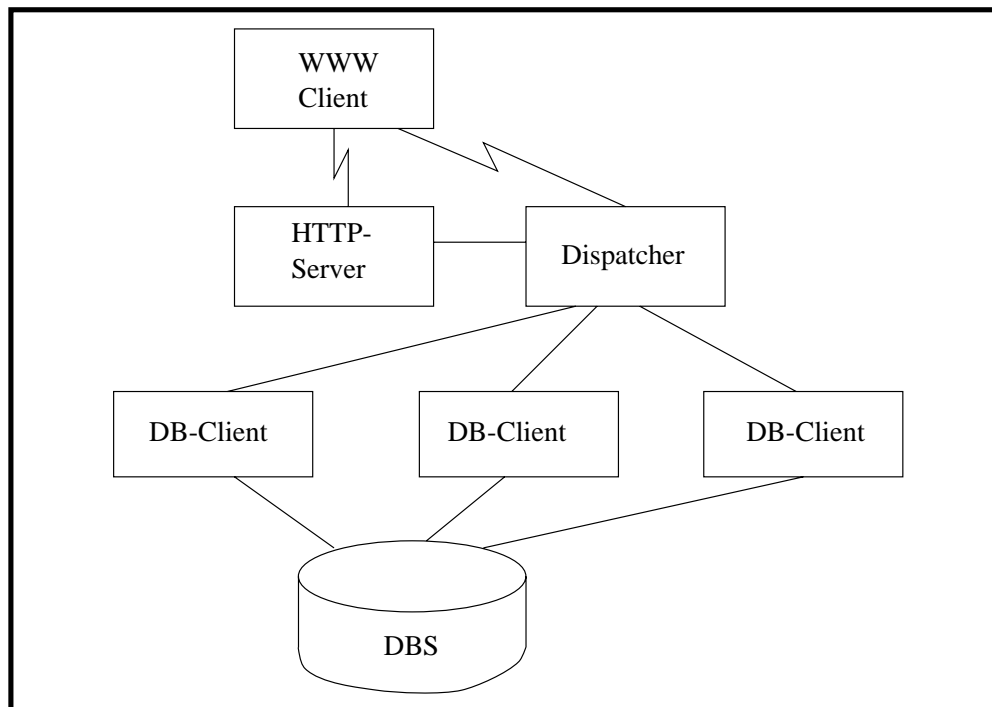 WWW
Client
HTTP-
Server
Dispatcher
DB-Client
DB-Client
DB-Client
DBS